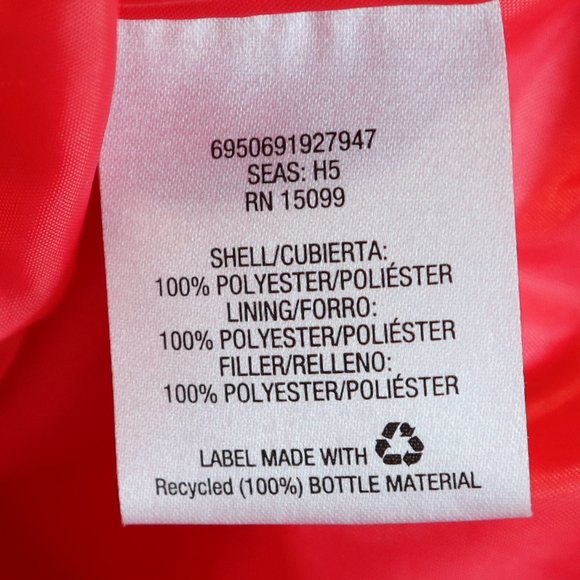 6950691927947
SEAS: H5
RN 15099
SHELL/CUBIERTA:
100% POLYESTER/POLIÉSTER
LINING/FORRO:
100% POLYESTER/POLIÉSTER
FILLER/RELLENO:
100% POLYESTER/POLIÉSTER
LABEL MADE WITH
Recycled (100%) BOTTLE MATERIAL